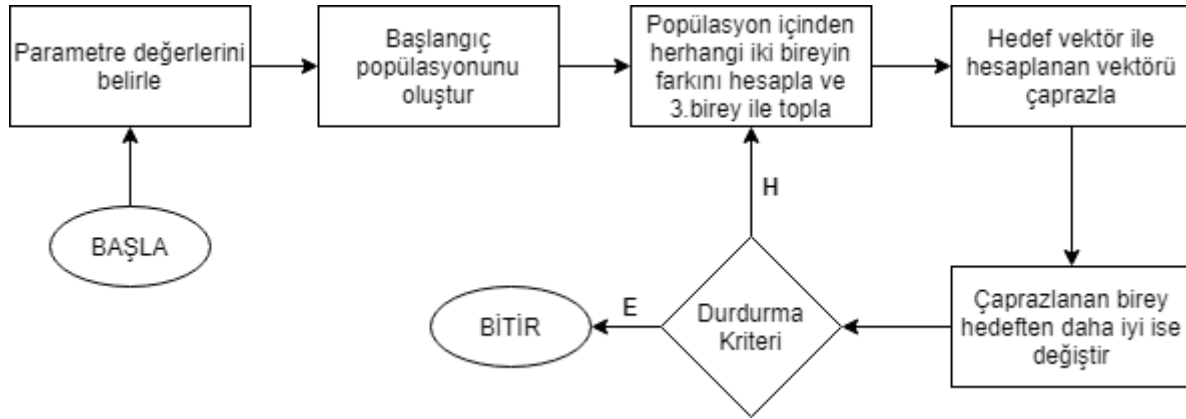 Parametre değerlerini
belirle
Başlangıç
popülasyonunu
oluştur
Popülasyon içinden
herhangi iki bireyin
farkını hesapla ve
3.birey ile topla
Hedef vektör ile
hesaplanan vektörü
çaprazla
H
BAŞLA
BİTİR
E
Durdurma
Kriteri
Çaprazlanan birey
hedeften daha iyi ise
değiştir